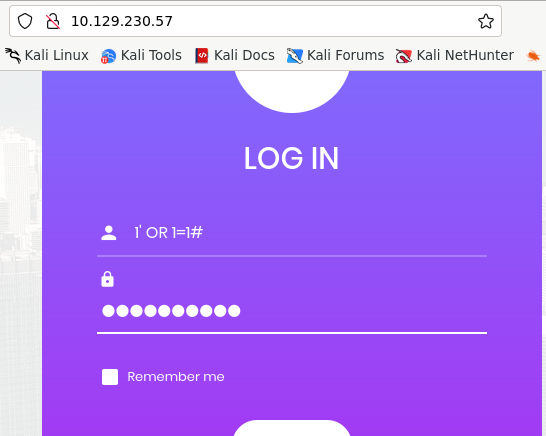 10.129.230.57
Kali Linux Kali Tools Kali Docs Kali Forums Kali NetHunter
LOG IN
1' OR 1=1#
●●●●●●●●●●
Remember me